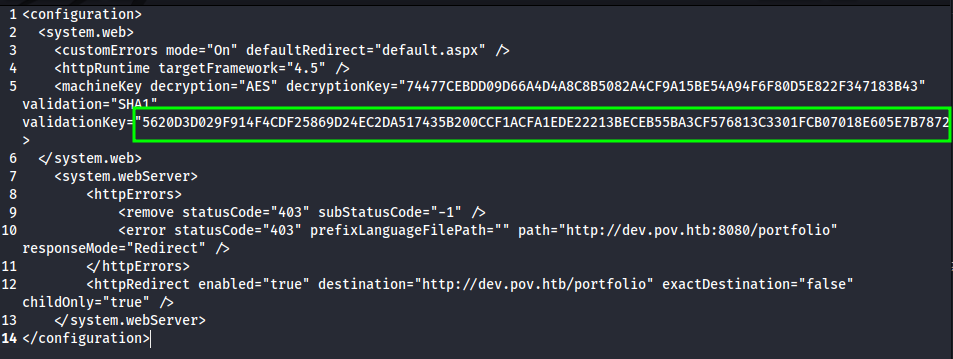 1 <configuration>
2 <system.web>
3 <customErrors mode="On" defaultRedirect="default.aspx" />
4 <httpRuntime targetFramework="4.5" />
5 <machineKey decryption="AES" decryptionKey="74477CEBDD09D66A4D4A8C8B5082A4CF9A15BE54A94F6F80D5E822F347183B43"
validation="SHA1"
validationKey="5620D3D029F914F4CDF25869D24EC2DA517435B200CCF1ACFA1EDE22213BECEB55BA3CF576813C3301FCB07018E605E7B7872
>
6 </system.web>
7 <system.webServer>
8 <httpErrors>
9 <remove statusCode="403" subStatusCode="-1" />
10 <error statusCode="403" prefixLanguageFilePath="" path="http://dev.pov.htb:8080/portfolio"
responseMode="Redirect" />
11 </httpErrors>
12 <httpRedirect enabled="true" destination="http://dev.pov.htb/portfolio" exactDestination="false"
childOnly="true" />
13 </system.webServer>
14 </configuration>